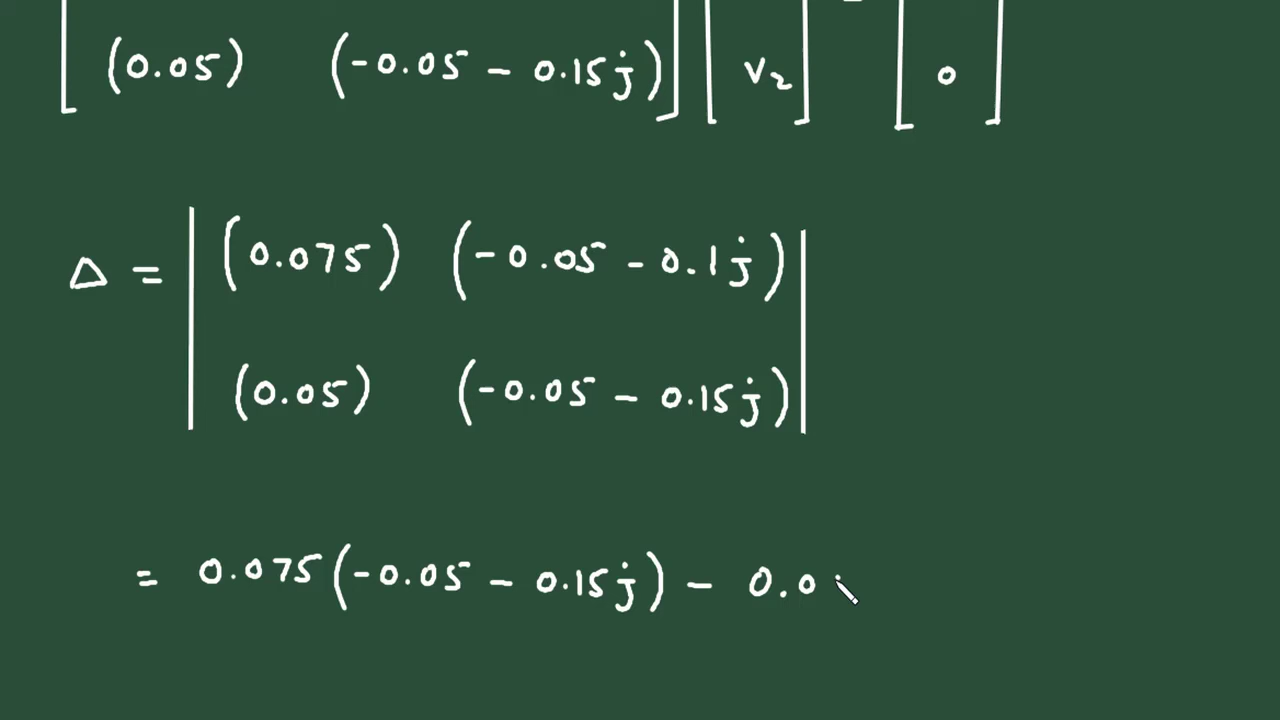 (0.05) (-0.05 - 0.15j) v₂ 0
Δ = (0.075) (-0.05 - 0.1j)
(0.05) (-0.05 - 0.15j)
= 0.075(-0.05 - 0.15j) - 0.0